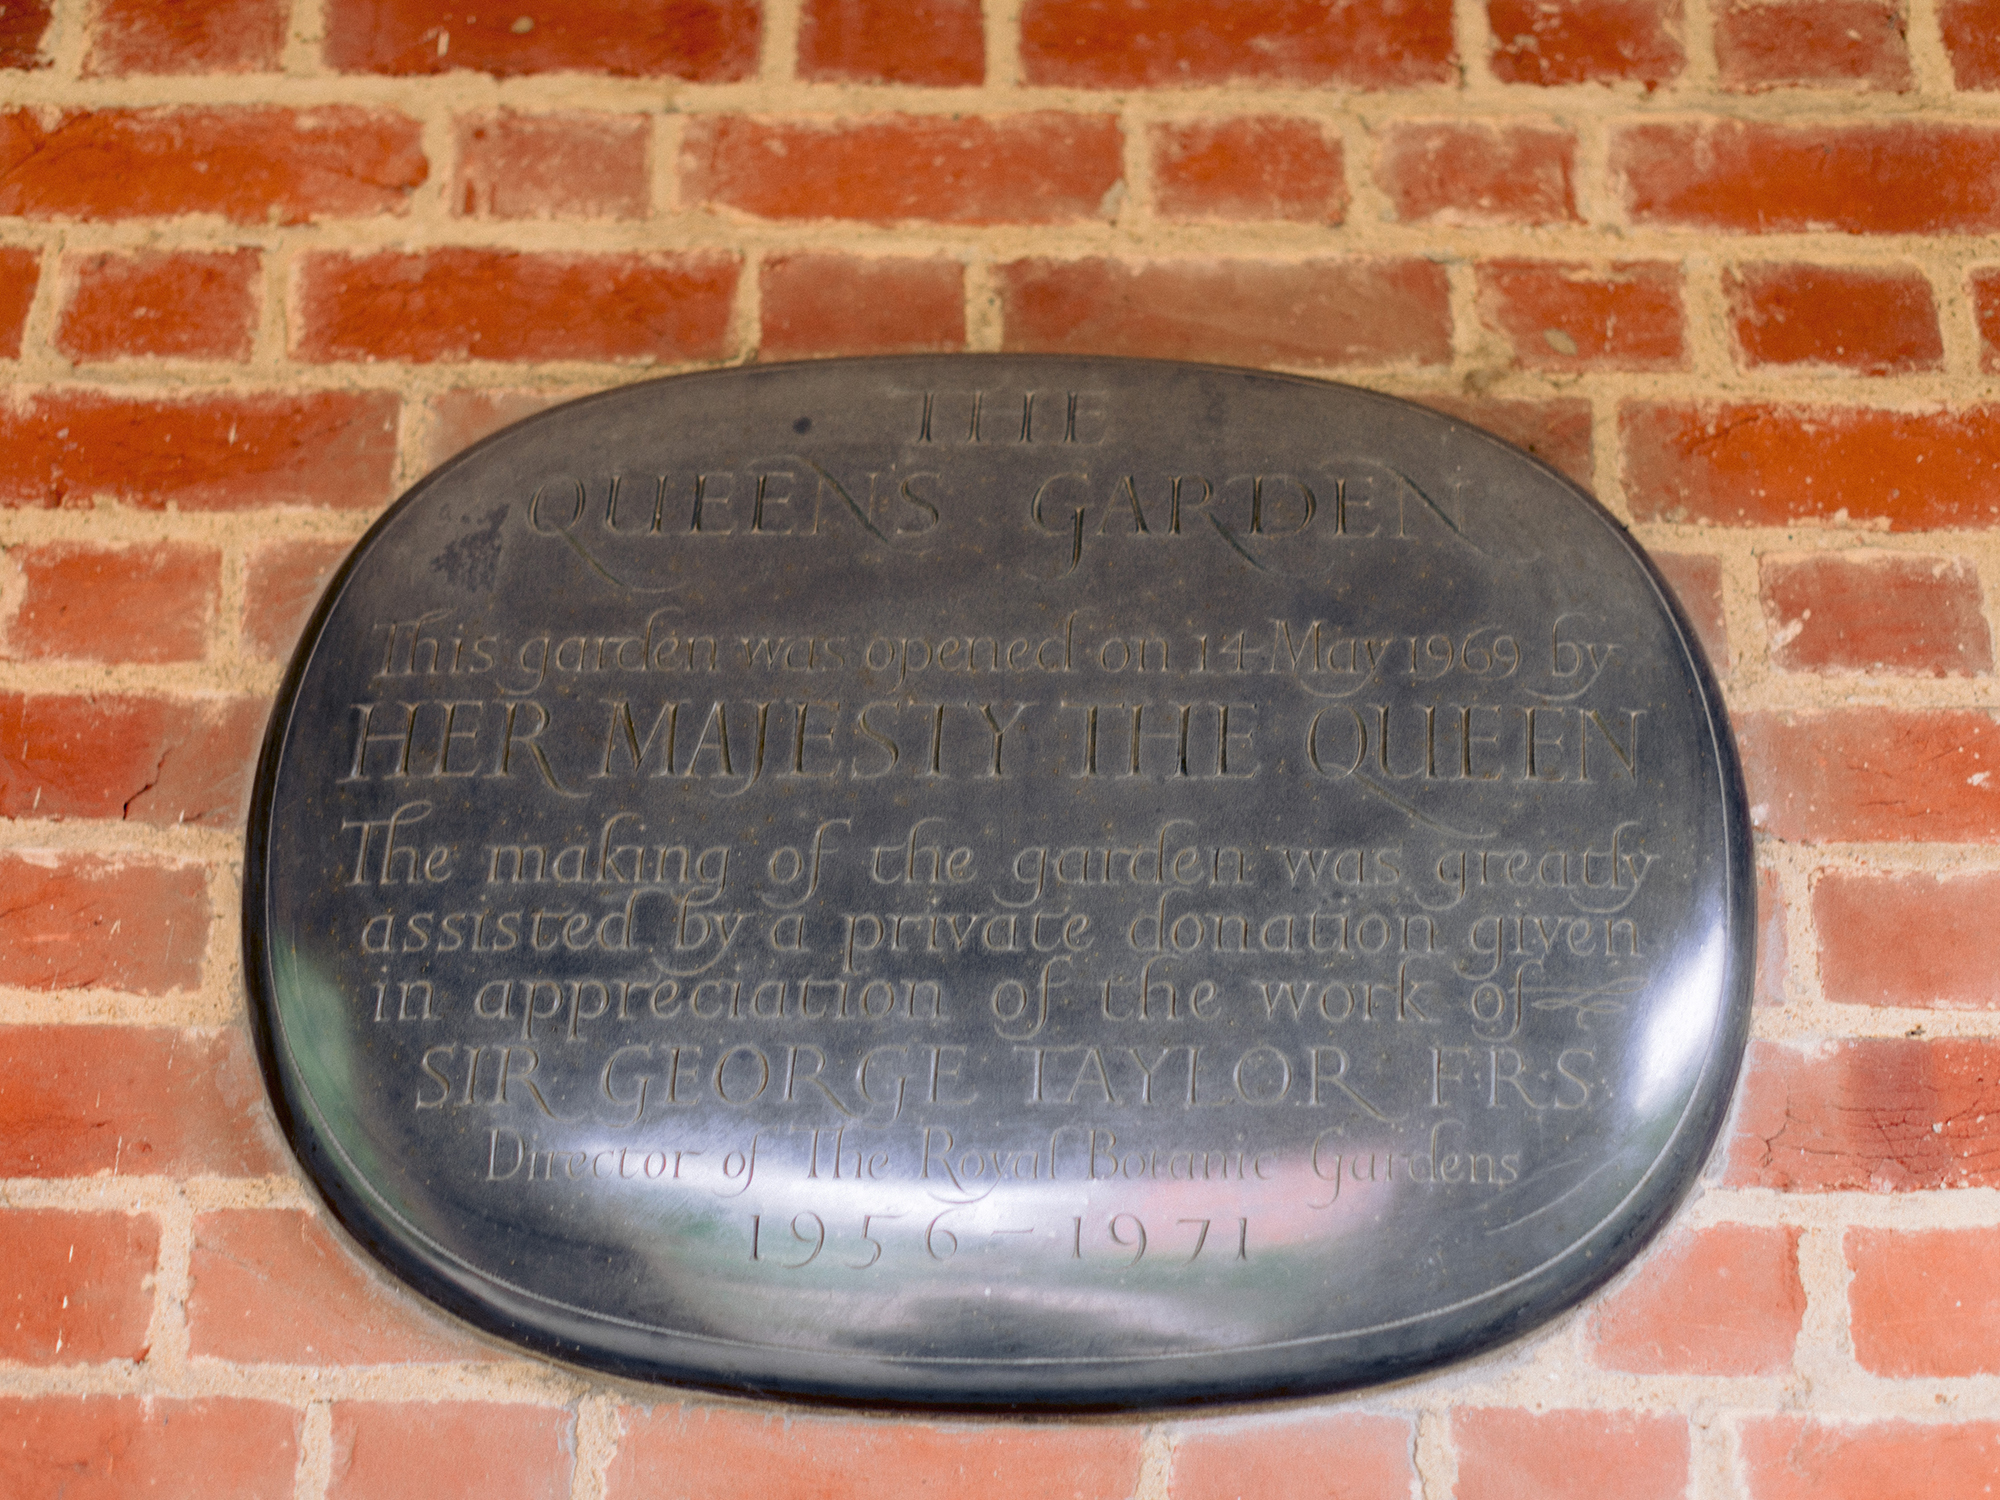 THE
QUEENS GARDEN
This garden was opened on 14 May 1969 by
HER MAJESTY THE QUEEN
The making of the garden was greatly
assisted by a private donation given
in appreciation of the work of
SIR GEORGE TAYLOR F.R.S.
Director of The Royal Botanic Gardens
1956-1971